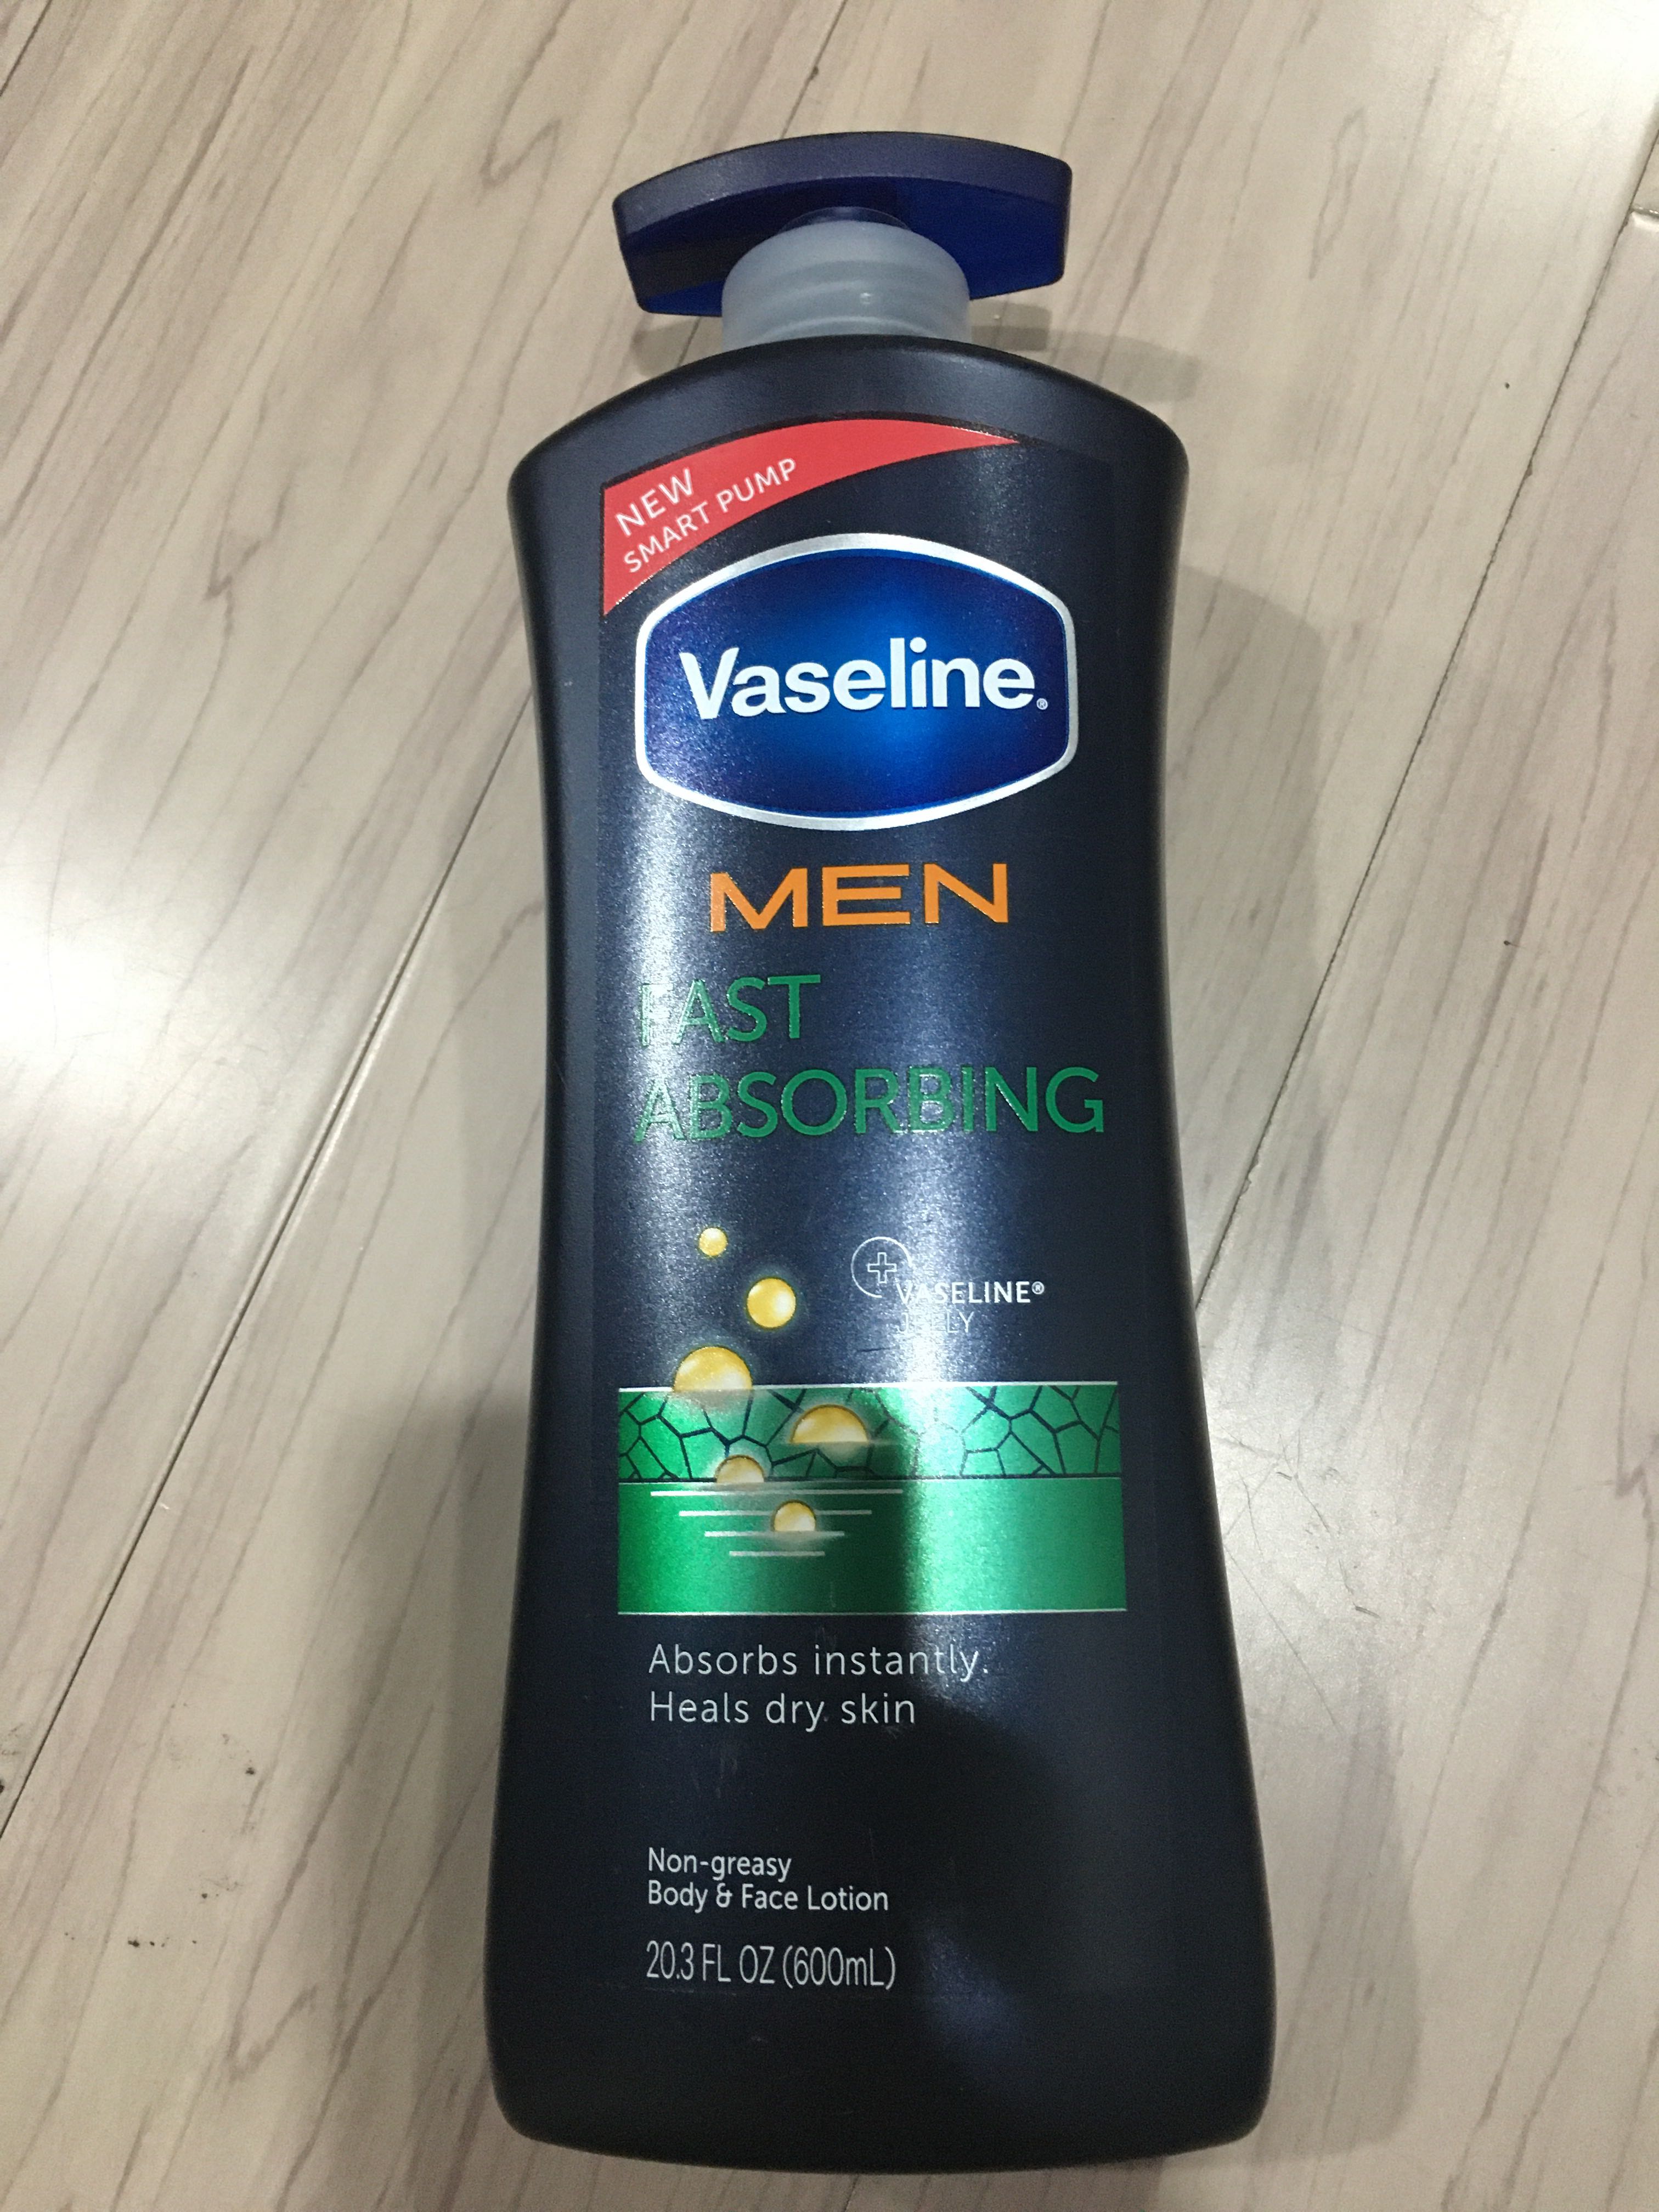 NEW
SMART PUMP
Vaseline®
MEN
FAST
ABSORBING
VASELINE®
JELLY
Absorbs instantly.
Heals dry skin
Non-greasy
Body & Face Lotion
20.3 FL OZ (600mL)